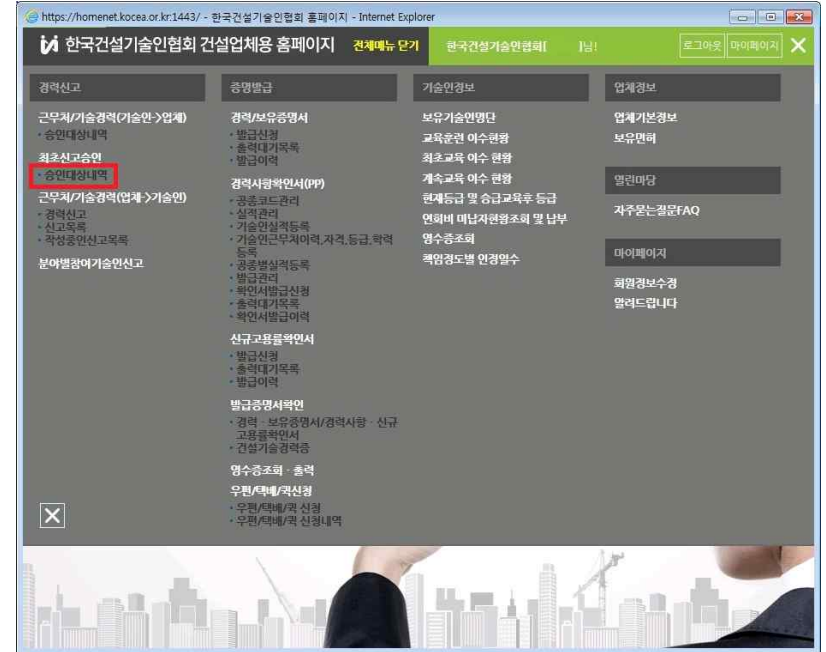 https://homenet.kocea.or.kr:1443/ - 한국건설기술인협회 홈페이지 - Internet Explorer
한국건설기술인협회 건설업체용 홈페이지 전체메뉴 닫기 한국건설기술인협회[ ]님! 로그아웃 마이페이지
경력신고
근무처/기술경력(기술인->업체)
· 승인대상내역
최초신고승인
· 승인대상내역
근무처/기술경력(업체->기술인)
· 경력신고
· 신고목록
· 작성중인신고목록
분야별참여기술인신고
증명발급
경력/보유증명서
· 발급신청
· 출력대기목록
· 발급이력
경력사항확인서(PP)
· 공종코드관리
· 실적관리
· 기술인실적등록
· 기술인근무처이력,자격,등급,학력
등록
· 공종별실적등록
· 발급관리
· 확인서발급신청
· 출력대기목록
· 확인서발급이력
신규고용률확인서
· 발급신청
· 출력대기목록
· 발급이력
발급증명서확인
· 경력 · 보유증명서/경력사항 · 신규
고용률확인서
· 건설기술경력증
영수증조회 · 출력
우편/택배/퀵신청
· 우편/택배/퀵 신청
· 우편/택배/퀵 신청내역
기술인정보
보유기술인명단
교육훈련 이수현황
최초교육 이수 현황
계속교육 이수 현황
현재등급 및 승급교육후 등급
연회비 미납자현황조회 및 납부
영수증조회
책임정도별 인정일수
업체정보
업체기본정보
보유면허
열린마당
자주묻는질문FAQ
마이페이지
회원정보수정
알려드립니다